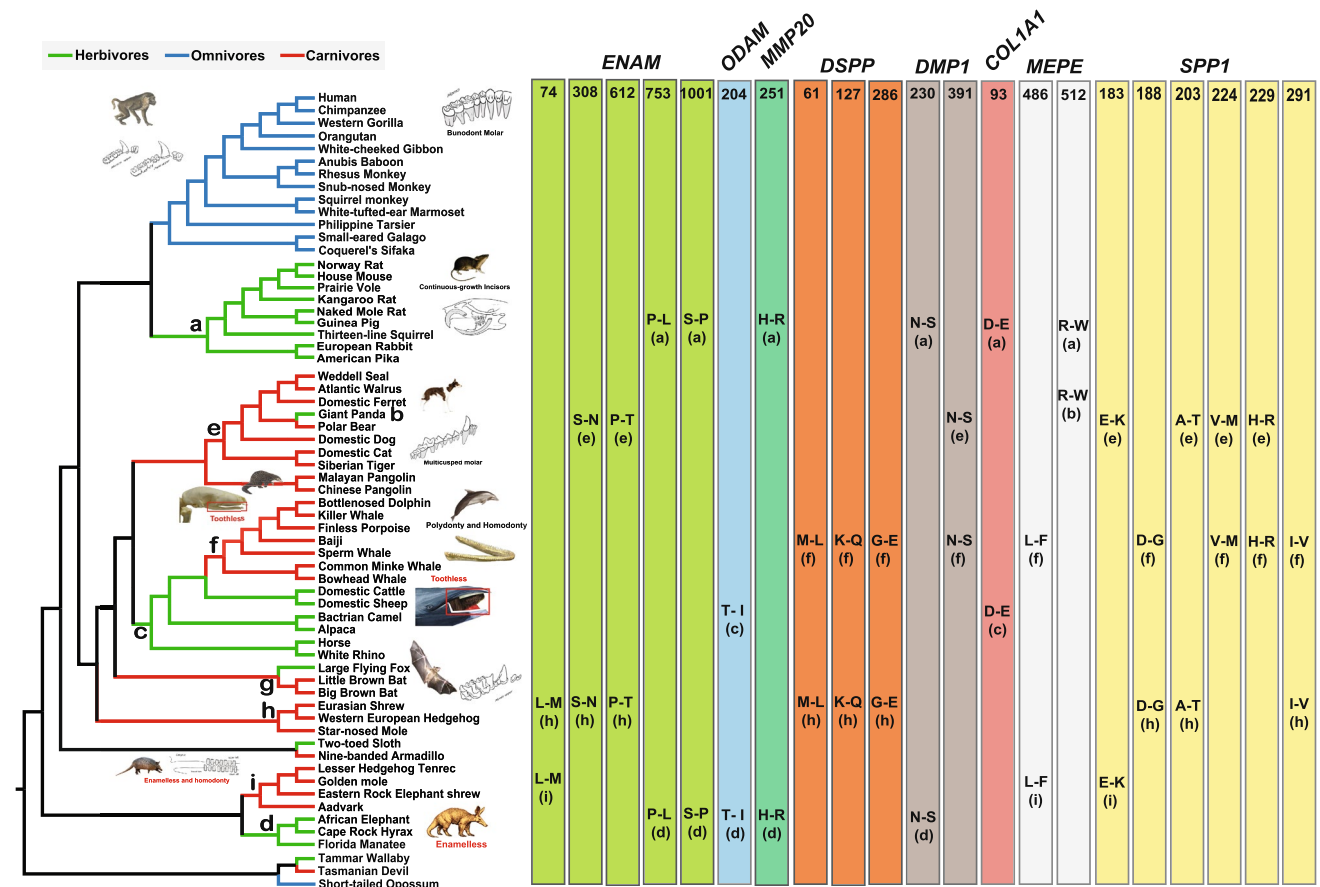 Herbivores Omnivores Carnivores
ENAM ODAM MMP20 DSPP DMP1 COL1A1 MEPE SPP1
74 308 612 753 1001 204 251 61 127 286 230 391 93 486 512 183 188 203 224 229 291
Human
Chimpanzee
Western Gorilla
Orangutan
White-cheeked Gibbon
Anubis Baboon
Rhesus Monkey
Snub-nosed Monkey
Squirrel monkey
White-tufted-ear Marmoset
Philippine Tarsier
Small-eared Galago
Coquerel's Sifaka
Bunodont Molar
Norway Rat
House Mouse
Prairie Vole
Kangaroo Rat
Naked Mole Rat
Guinea Pig
Thirteen-line Squirrel
European Rabbit
American Pika
a
Continuous-growth Incisors
P-L S-P H-R N-S D-E R-W
(a) (a) (a) (a) (a) (a)
Weddell Seal
Atlantic Walrus
Domestic Ferret
Giant Panda b
Polar Bear
Domestic Dog
Domestic Cat
Siberian Tiger
Malayan Pangolin
Chinese Pangolin
e
Multicusped molar
Toothless
R-W
(b)
S-N P-T N-S E-K A-T V-M H-R
(e) (e) (e) (e) (e) (e) (e)
Bottlenosed Dolphin
Killer Whale
Finless Porpoise
Baiji
Sperm Whale
Common Minke Whale
Bowhead Whale
Domestic Cattle
Domestic Sheep
Bactrian Camel
Alpaca
Horse
White Rhino
f
c
Polydonty and Homodonty
Toothless
M-L K-Q G-E N-S L-F D-G V-M H-R I-V
(f) (f) (f) (f) (f) (f) (f) (f) (f)
T- I D-E
(c) (c)
Large Flying Fox
Little Brown Bat
Big Brown Bat
Eurasian Shrew
Western European Hedgehog
Star-nosed Mole
Two-toed Sloth
Nine-banded Armadillo
g
h
Enamelless and homodonty
L-M S-N P-T M-L K-Q G-E D-G A-T I-V
(h) (h) (h) (h) (h) (h) (h) (h) (h)
Lesser Hedgehog Tenrec
Golden mole
Eastern Rock Elephant shrew
Aadvark
African Elephant
Cape Rock Hyrax
Florida Manatee
i
d
Enamelless
L-M L-F E-K
(i) (i) (i)
P-L S-P T- I H-R N-S
(d) (d) (d) (d) (d)
Tammar Wallaby
Tasmanian Devil
Short-tailed Opossum